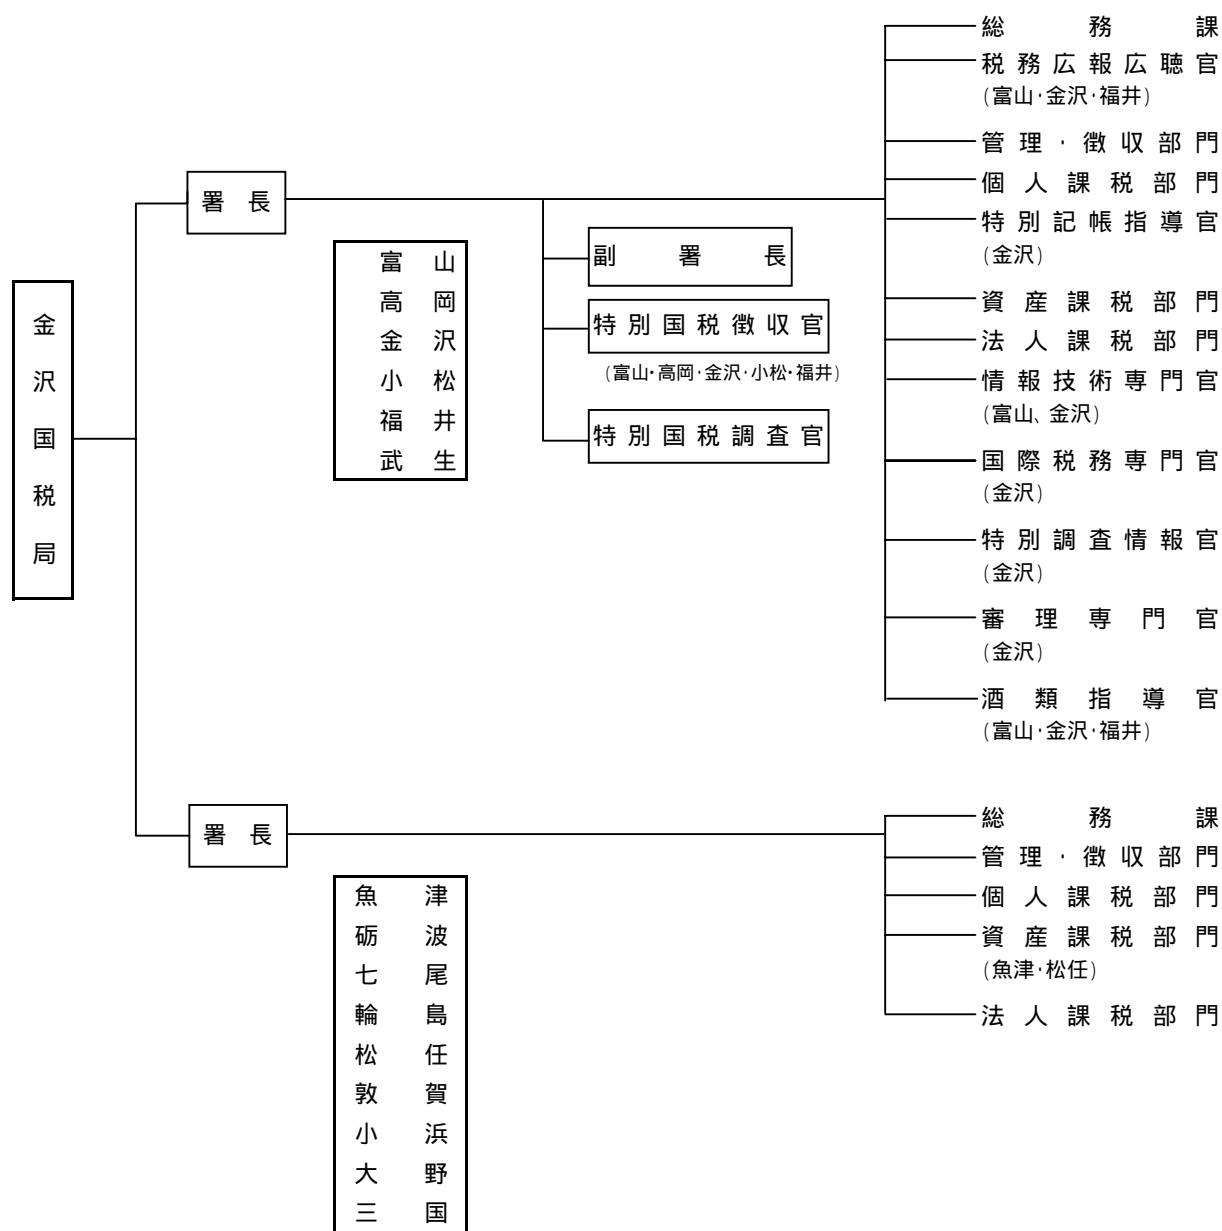 金沢国税局
署長
富山
高岡
金沢
小松
福井
武生
副署長
特別国税徴収官
(富山・高岡・金沢・小松・福井)
特別国税調査官
総務課
税務広報広聴官
(富山・金沢・福井)
管理・徴収部門
個人課税部門
特別記帳指導官
(金沢)
資産課税部門
法人課税部門
情報技術専門官
(富山、金沢)
国際税務専門官
(金沢)
特別調査情報官
(金沢)
審理専門官
(金沢)
酒類指導官
(富山・金沢・福井)
署長
魚津
砺波
七尾
輪島
松任
敦賀
小浜
大野
三国
総務課
管理・徴収部門
個人課税部門
資産課税部門
(魚津・松任)
法人課税部門